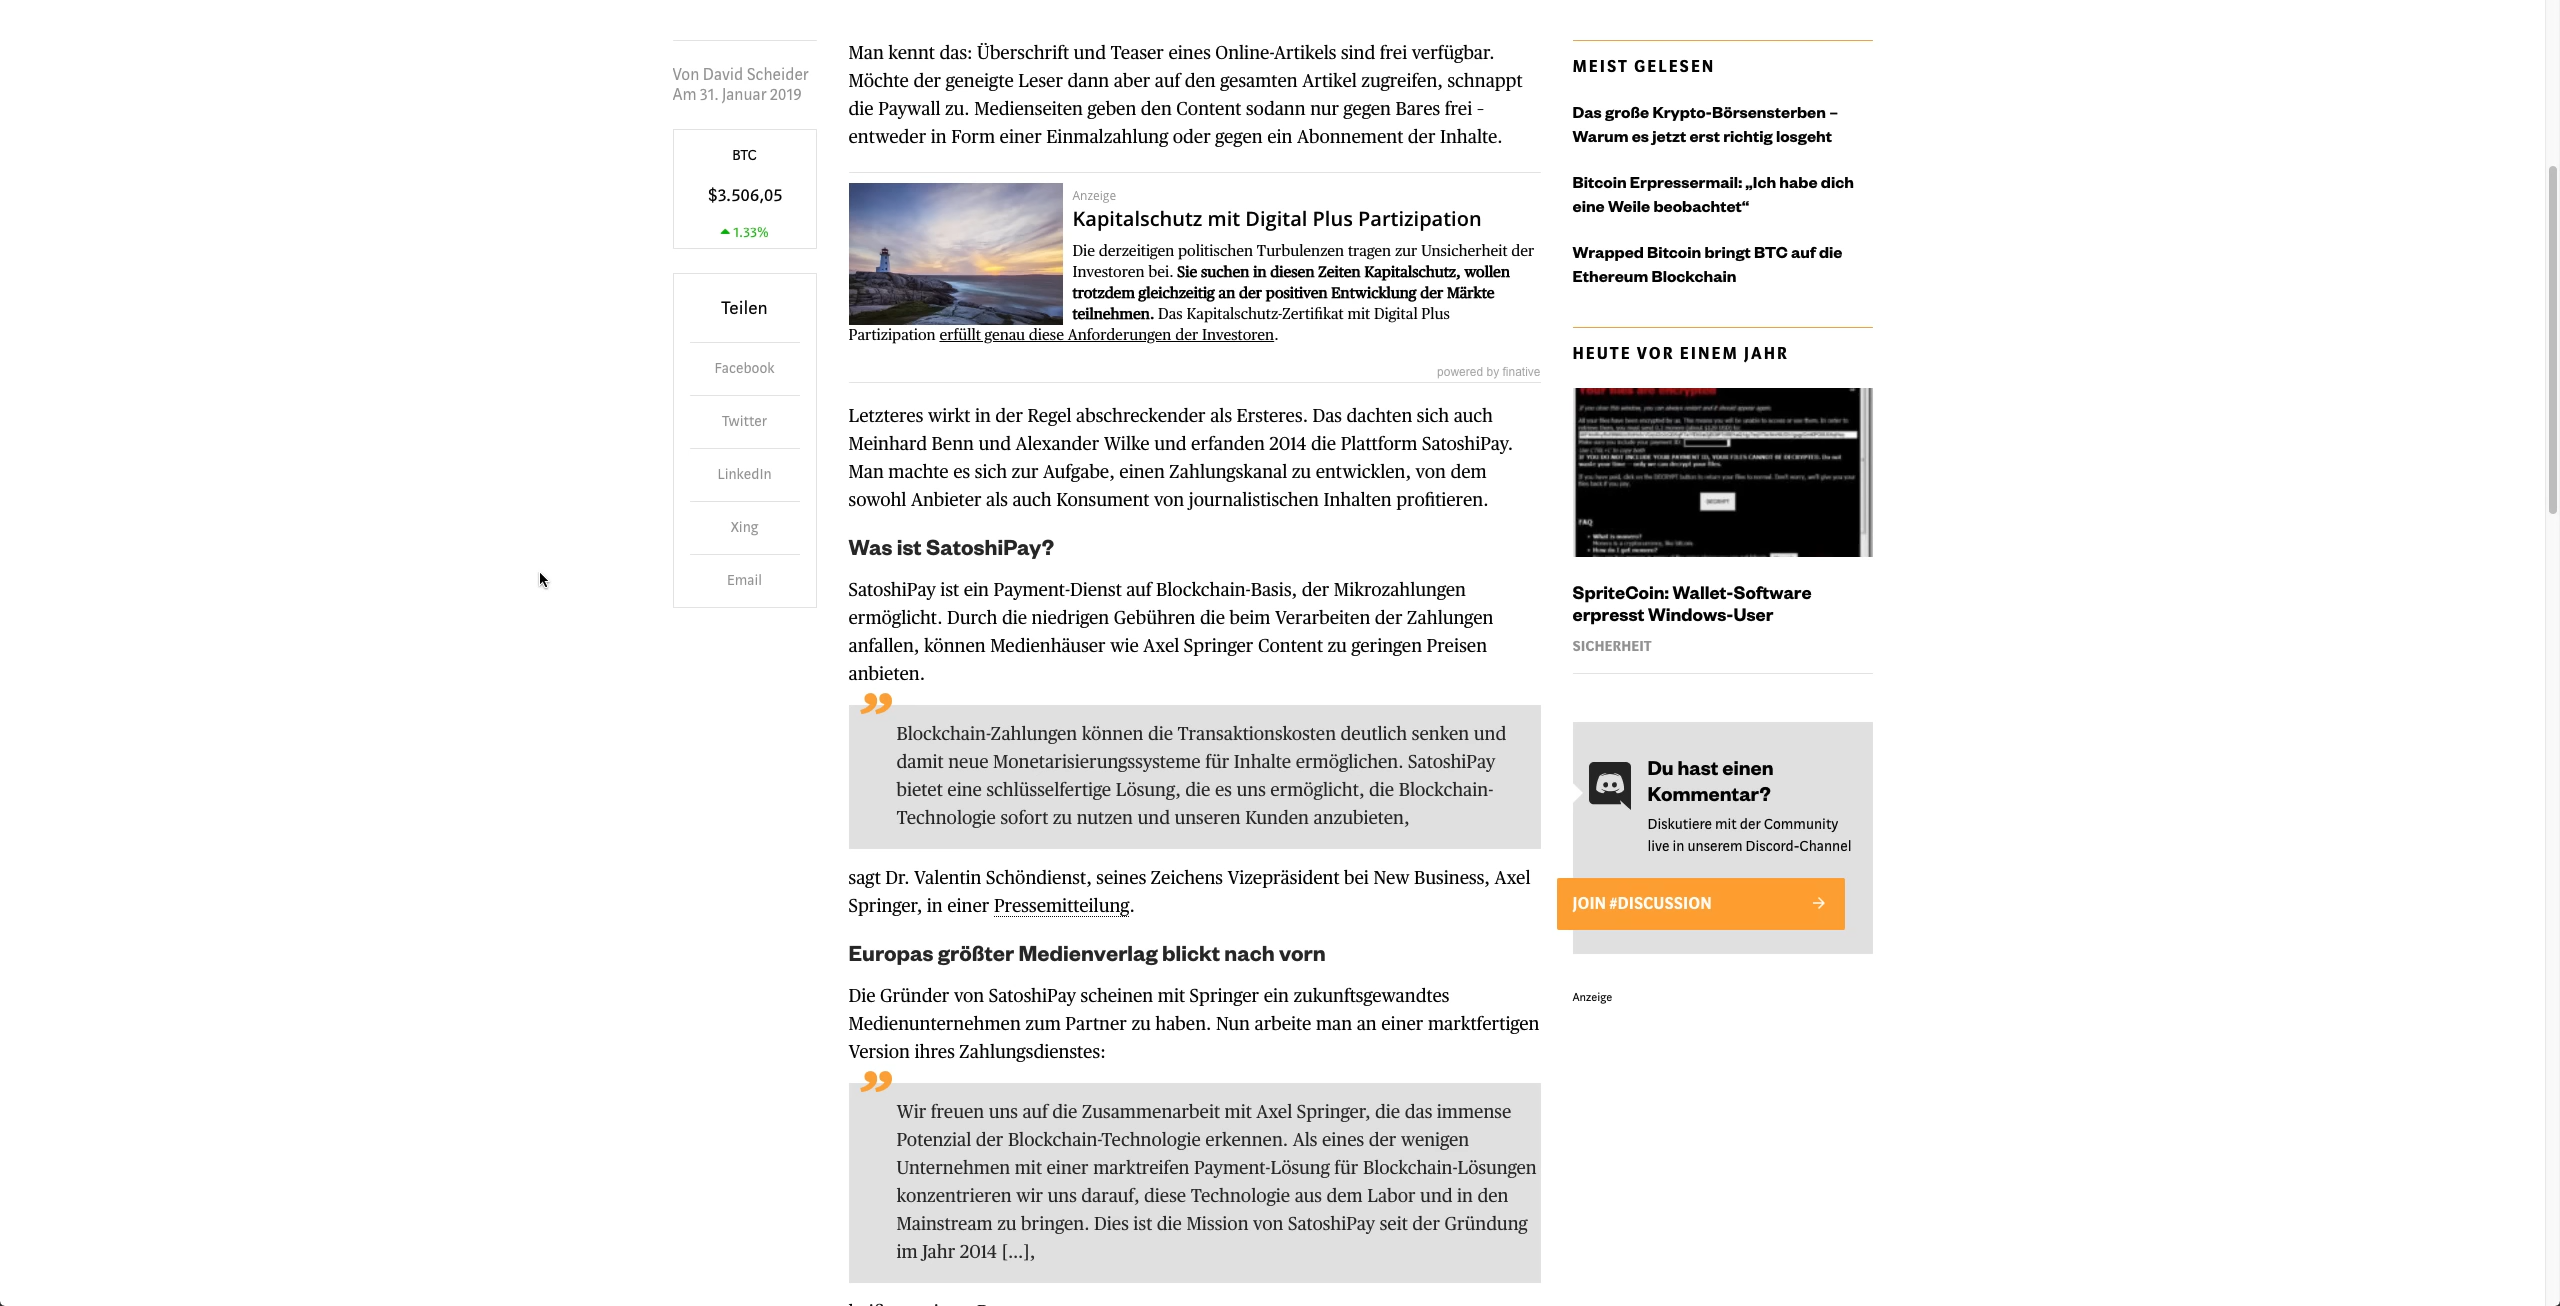 Von David Scheider
Am 31. Januar 2019
BTC
$3.506,05
1.33%
Teilen
Facebook
Twitter
LinkedIn
Xing
Email
Man kennt das: Überschrift und Teaser eines Online-Artikels sind frei verfügbar.
Möchte der geneigte Leser dann aber auf den gesamten Artikel zugreifen, schnappt
die Paywall zu. Medienseiten geben den Content sodann nur gegen Bares frei –
entweder in Form einer Einmalzahlung oder gegen ein Abonnement der Inhalte.
Anzeige
Kapitalschutz mit Digital Plus Partizipation
Die derzeitigen politischen Turbulenzen tragen zur Unsicherheit der
Investoren bei. Sie suchen in diesen Zeiten Kapitalschutz, wollen
trotzdem gleichzeitig an der positiven Entwicklung der Märkte
teilnehmen. Das Kapitalschutz-Zertifikat mit Digital Plus
Partizipation erfüllt genau diese Anforderungen der Investoren.
powered by finative
Letzteres wirkt in der Regel abschreckender als Ersteres. Das dachten sich auch
Meinhard Benn und Alexander Wilke und erfanden 2014 die Plattform SatoshiPay.
Man machte es sich zur Aufgabe, einen Zahlungskanal zu entwickeln, von dem
sowohl Anbieter als auch Konsument von journalistischen Inhalten profitieren.
Was ist SatoshiPay?
SatoshiPay ist ein Payment-Dienst auf Blockchain-Basis, der Mikrozahlungen
ermöglicht. Durch die niedrigen Gebühren die beim Verarbeiten der Zahlungen
anfallen, können Medienhäuser wie Axel Springer Content zu geringen Preisen
anbieten.
”
Blockchain-Zahlungen können die Transaktionskosten deutlich senken und
damit neue Monetarisierungssysteme für Inhalte ermöglichen. SatoshiPay
bietet eine schlüsselfertige Lösung, die es uns ermöglicht, die Blockchain-
Technologie sofort zu nutzen und unseren Kunden anzubieten,
sagt Dr. Valentin Schöndienst, seines Zeichens Vizepräsident bei New Business, Axel
Springer, in einer Pressemitteilung.
Europas größter Medienverlag blickt nach vorn
Die Gründer von SatoshiPay scheinen mit Springer ein zukunftsgewandtes
Medienunternehmen zum Partner zu haben. Nun arbeite man an einer marktfertigen
Version ihres Zahlungsdienstes:
”
Wir freuen uns auf die Zusammenarbeit mit Axel Springer, die das immense
Potenzial der Blockchain-Technologie erkennen. Als eines der wenigen
Unternehmen mit einer marktreifen Payment-Lösung für Blockchain-Lösungen
konzentrieren wir uns darauf, diese Technologie aus dem Labor und in den
Mainstream zu bringen. Dies ist die Mission von SatoshiPay seit der Gründung
im Jahr 2014 […],
MEIST GELESEN
Das große Krypto-Börsensterben –
Warum es jetzt erst richtig losgeht
Bitcoin Erpressermail: „Ich habe dich
eine Weile beobachtet“
Wrapped Bitcoin bringt BTC auf die
Ethereum Blockchain
HEUTE VOR EINEM JAHR
If you close this window, you can always restart and it should appear again.
DECRYPT
FAQ
SpriteCoin: Wallet-Software
erpresst Windows-User
SICHERHEIT
Du hast einen
Kommentar?
Diskutiere mit der Community
live in unserem Discord-Channel
JOIN #DISCUSSION
Anzeige